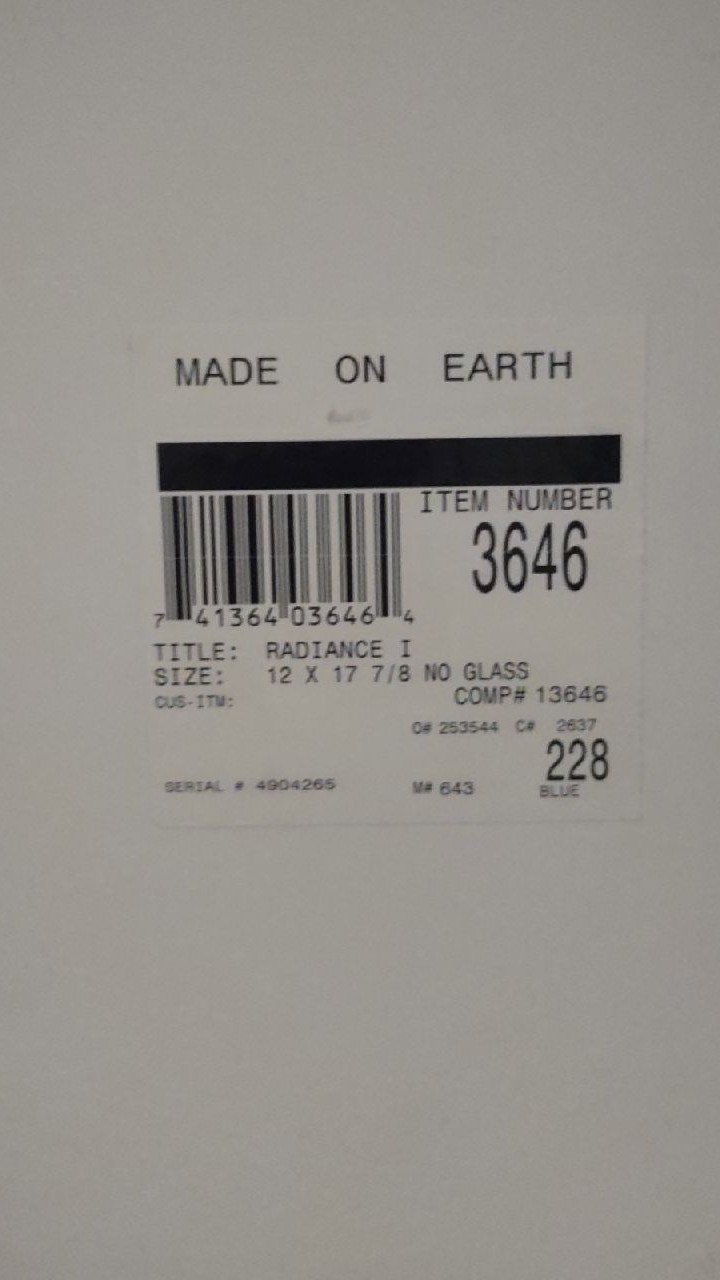 MADE ON EARTH
ITEM NUMBER
3646
7 41364 03646 4
TITLE: RADIANCE I
SIZE: 12 X 17 7/8 NO GLASS
CUS-ITM: COMP# 13646
O# 253544 C# 2637
228
SERIAL # 4904265 M# 643 BLUE